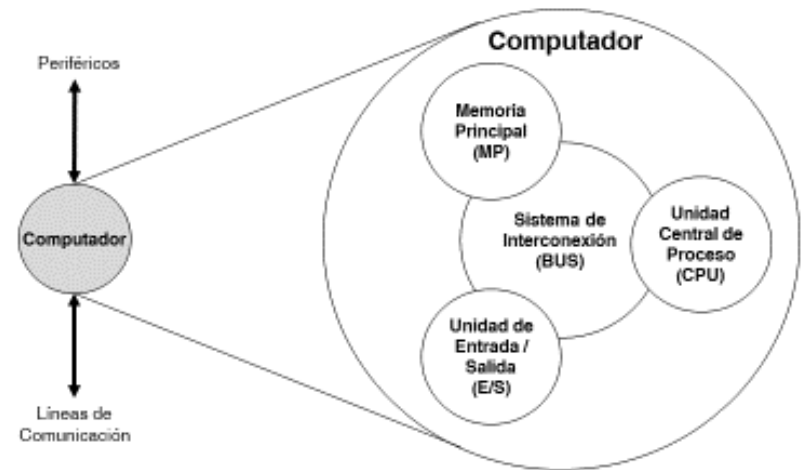 Periféricos
Computador
Líneas de
Comunicación
Computador
Memoria
Principal
(MP)
Sistema de
Interconexión
(BUS)
Unidad
Central de
Proceso
(CPU)
Unidad de
Entrada /
Salida
(E/S)